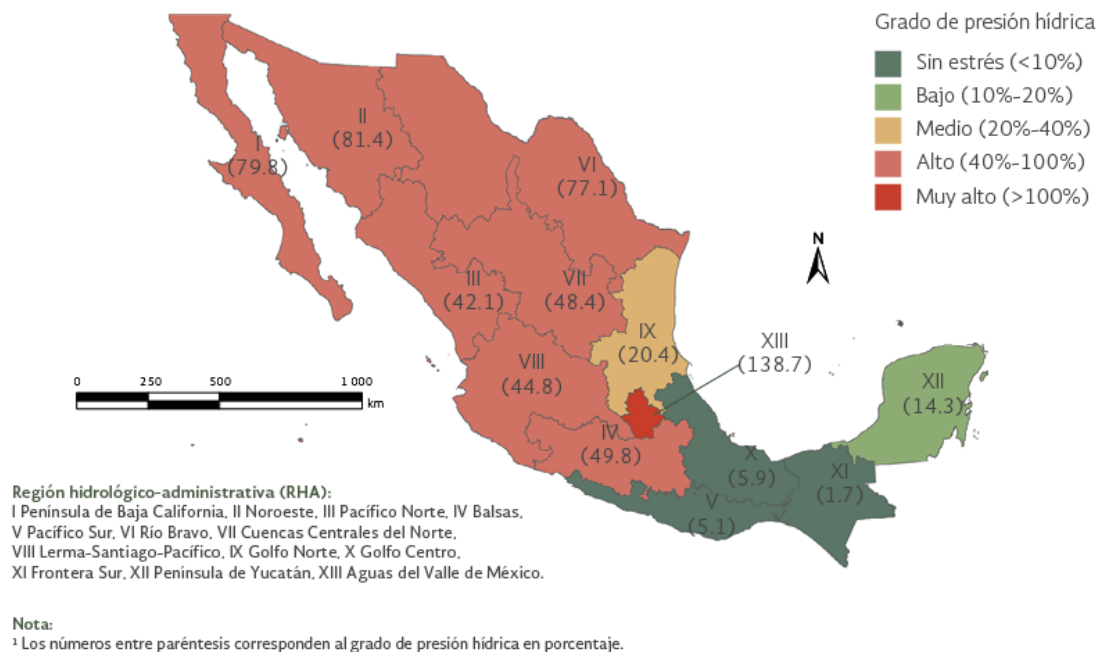 Grado de presión hídrica
Sin estrés (<10%)
Bajo (10%-20%)
Medio (20%-40%)
Alto (40%-100%)
Muy alto (>100%)
N
I
(79.8)
II
(81.4)
VI
(77.1)
III
(42.1)
VII
(48.4)
IX
(20.4)
XIII
(138.7)
VIII
(44.8)
XII
(14.3)
IV
(49.8)
X
(5.9)
XI
(1.7)
V
(5.1)
0 250 500 1 000
km
Región hidrológico-administrativa (RHA):
I Península de Baja California, II Noroeste, III Pacífico Norte, IV Balsas,
V Pacífico Sur, VI Río Bravo, VII Cuencas Centrales del Norte,
VIII Lerma-Santiago-Pacífico, IX Golfo Norte, X Golfo Centro,
XI Frontera Sur, XII Península de Yucatán, XIII Aguas del Valle de México.
Nota:
¹ Los números entre paréntesis corresponden al grado de presión hídrica en porcentaje.